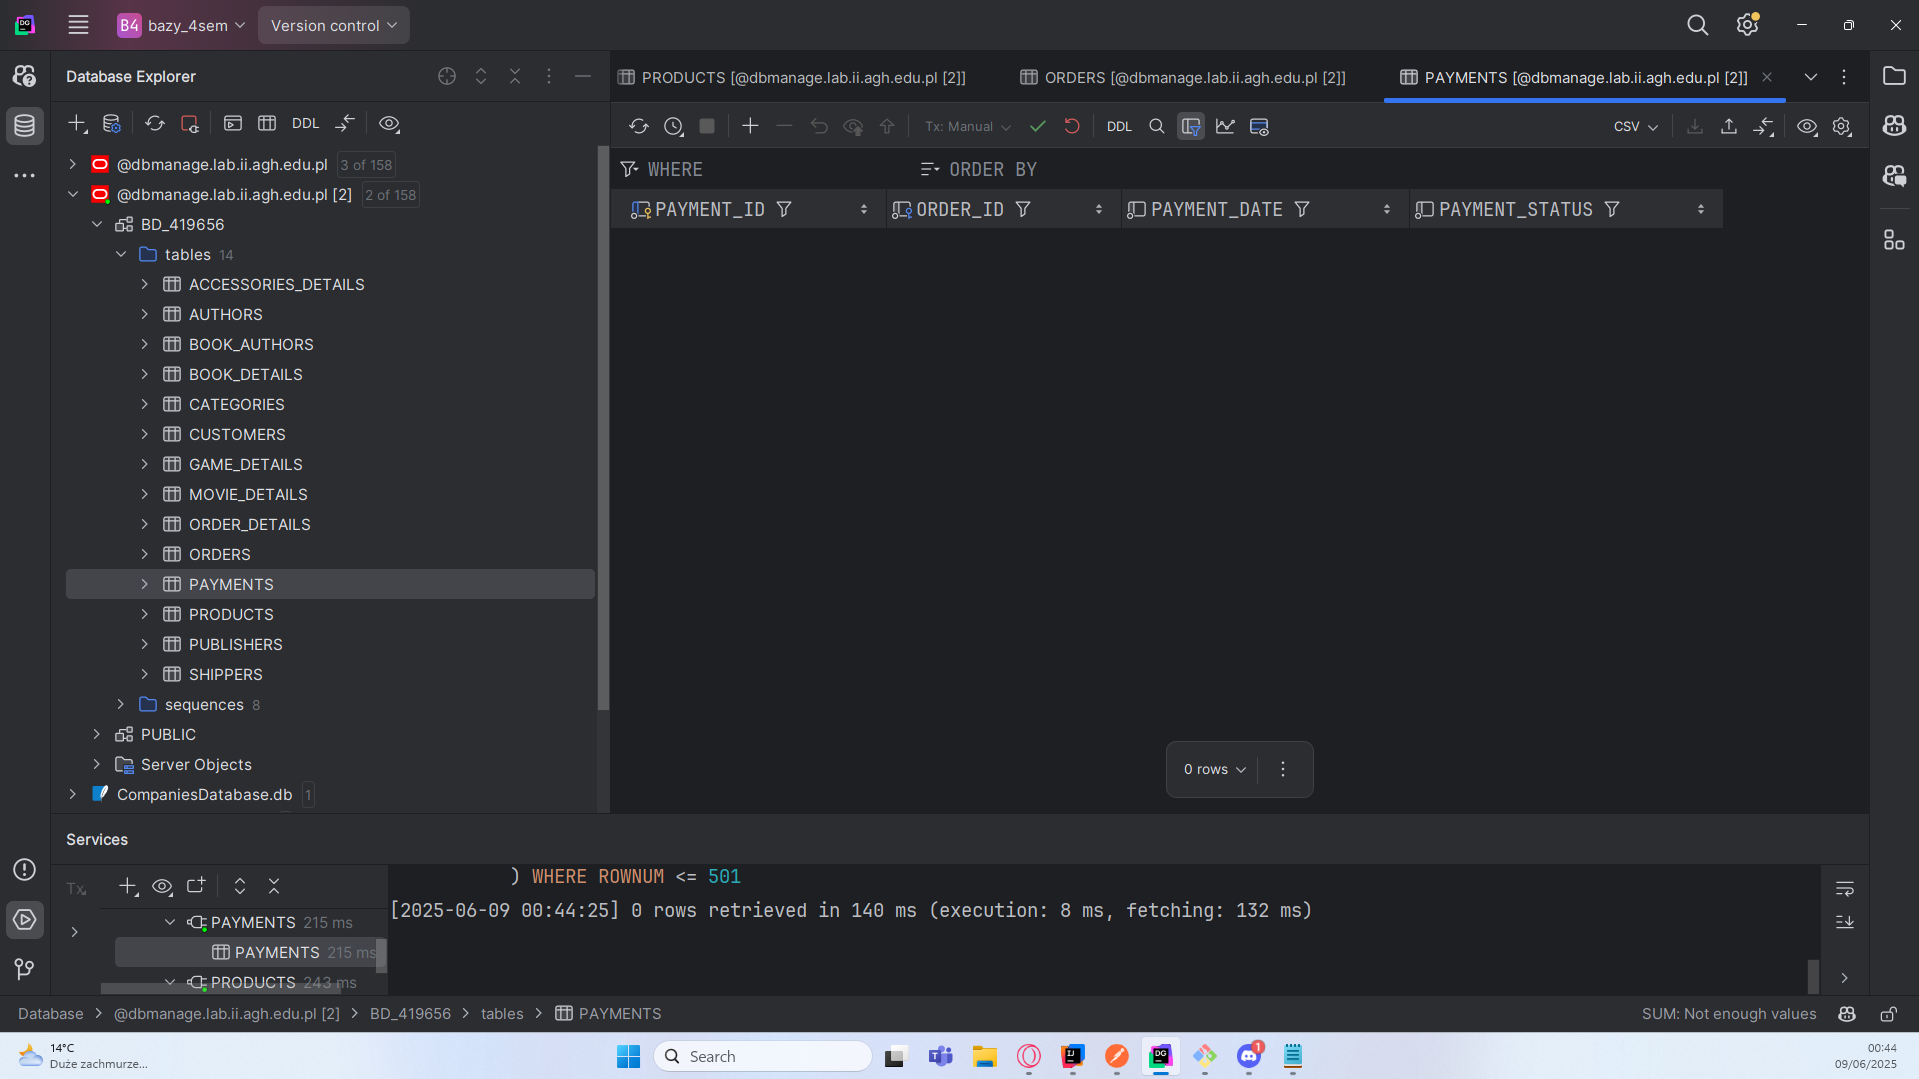 B4 bazy_4sem Version control
Database Explorer
PRODUCTS [@dbmanage.lab.ii.agh.edu.pl [2]] ORDERS [@dbmanage.lab.ii.agh.edu.pl [2]] PAYMENTS [@dbmanage.lab.ii.agh.edu.pl [2]]
DDL
Tx: Manual DDL CSV
@dbmanage.lab.ii.agh.edu.pl 3 of 158
WHERE ORDER BY
@dbmanage.lab.ii.agh.edu.pl [2] 2 of 158
PAYMENT_ID ORDER_ID PAYMENT_DATE PAYMENT_STATUS
BD_419656
tables 14
ACCESSORIES_DETAILS
AUTHORS
BOOK_AUTHORS
BOOK_DETAILS
CATEGORIES
CUSTOMERS
GAME_DETAILS
MOVIE_DETAILS
ORDER_DETAILS
ORDERS
PAYMENTS
PRODUCTS
PUBLISHERS
SHIPPERS
sequences 8
PUBLIC
Server Objects
CompaniesDatabase.db 1
0 rows
Services
Tx
PAYMENTS 215 ms
PAYMENTS 215 ms
PRODUCTS 243 ms
) WHERE ROWNUM <= 501
[2025-06-09 00:44:25] 0 rows retrieved in 140 ms (execution: 8 ms, fetching: 132 ms)
Database > @dbmanage.lab.ii.agh.edu.pl [2] > BD_419656 > tables > PAYMENTS
SUM: Not enough values
14°C
Duże zachmurze...
Search
1
00:44
09/06/2025